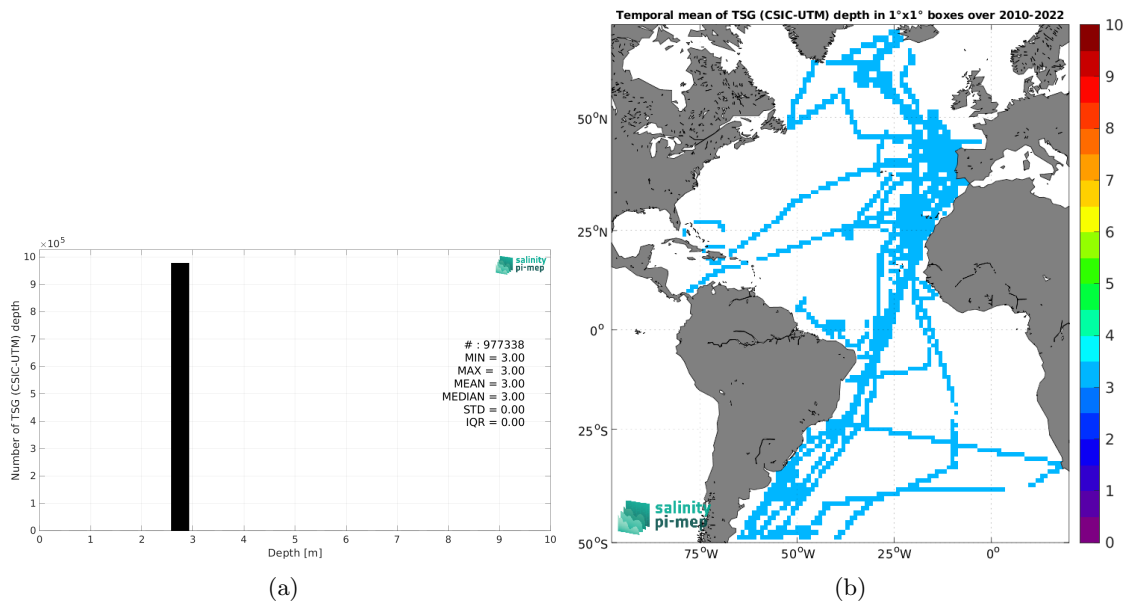 ×10⁵
10
9
8
7
6
5
4
3
2
1
0
Number of TSG (CSIC-UTM) depth
salinity
pi-mep
# : 977338
MIN = 3.00
MAX = 3.00
MEAN = 3.00
MEDIAN = 3.00
STD = 0.00
IQR = 0.00
0 1 2 3 4 5 6 7 8 9 10
Depth [m]
(a)
Temporal mean of TSG (CSIC-UTM) depth in 1°x1° boxes over 2010-2022
50°N
25°N
0°
25°S
50°S
salinity
pi-mep
75°W 50°W 25°W 0°
10
9
8
7
6
5
4
3
2
1
0
(b)